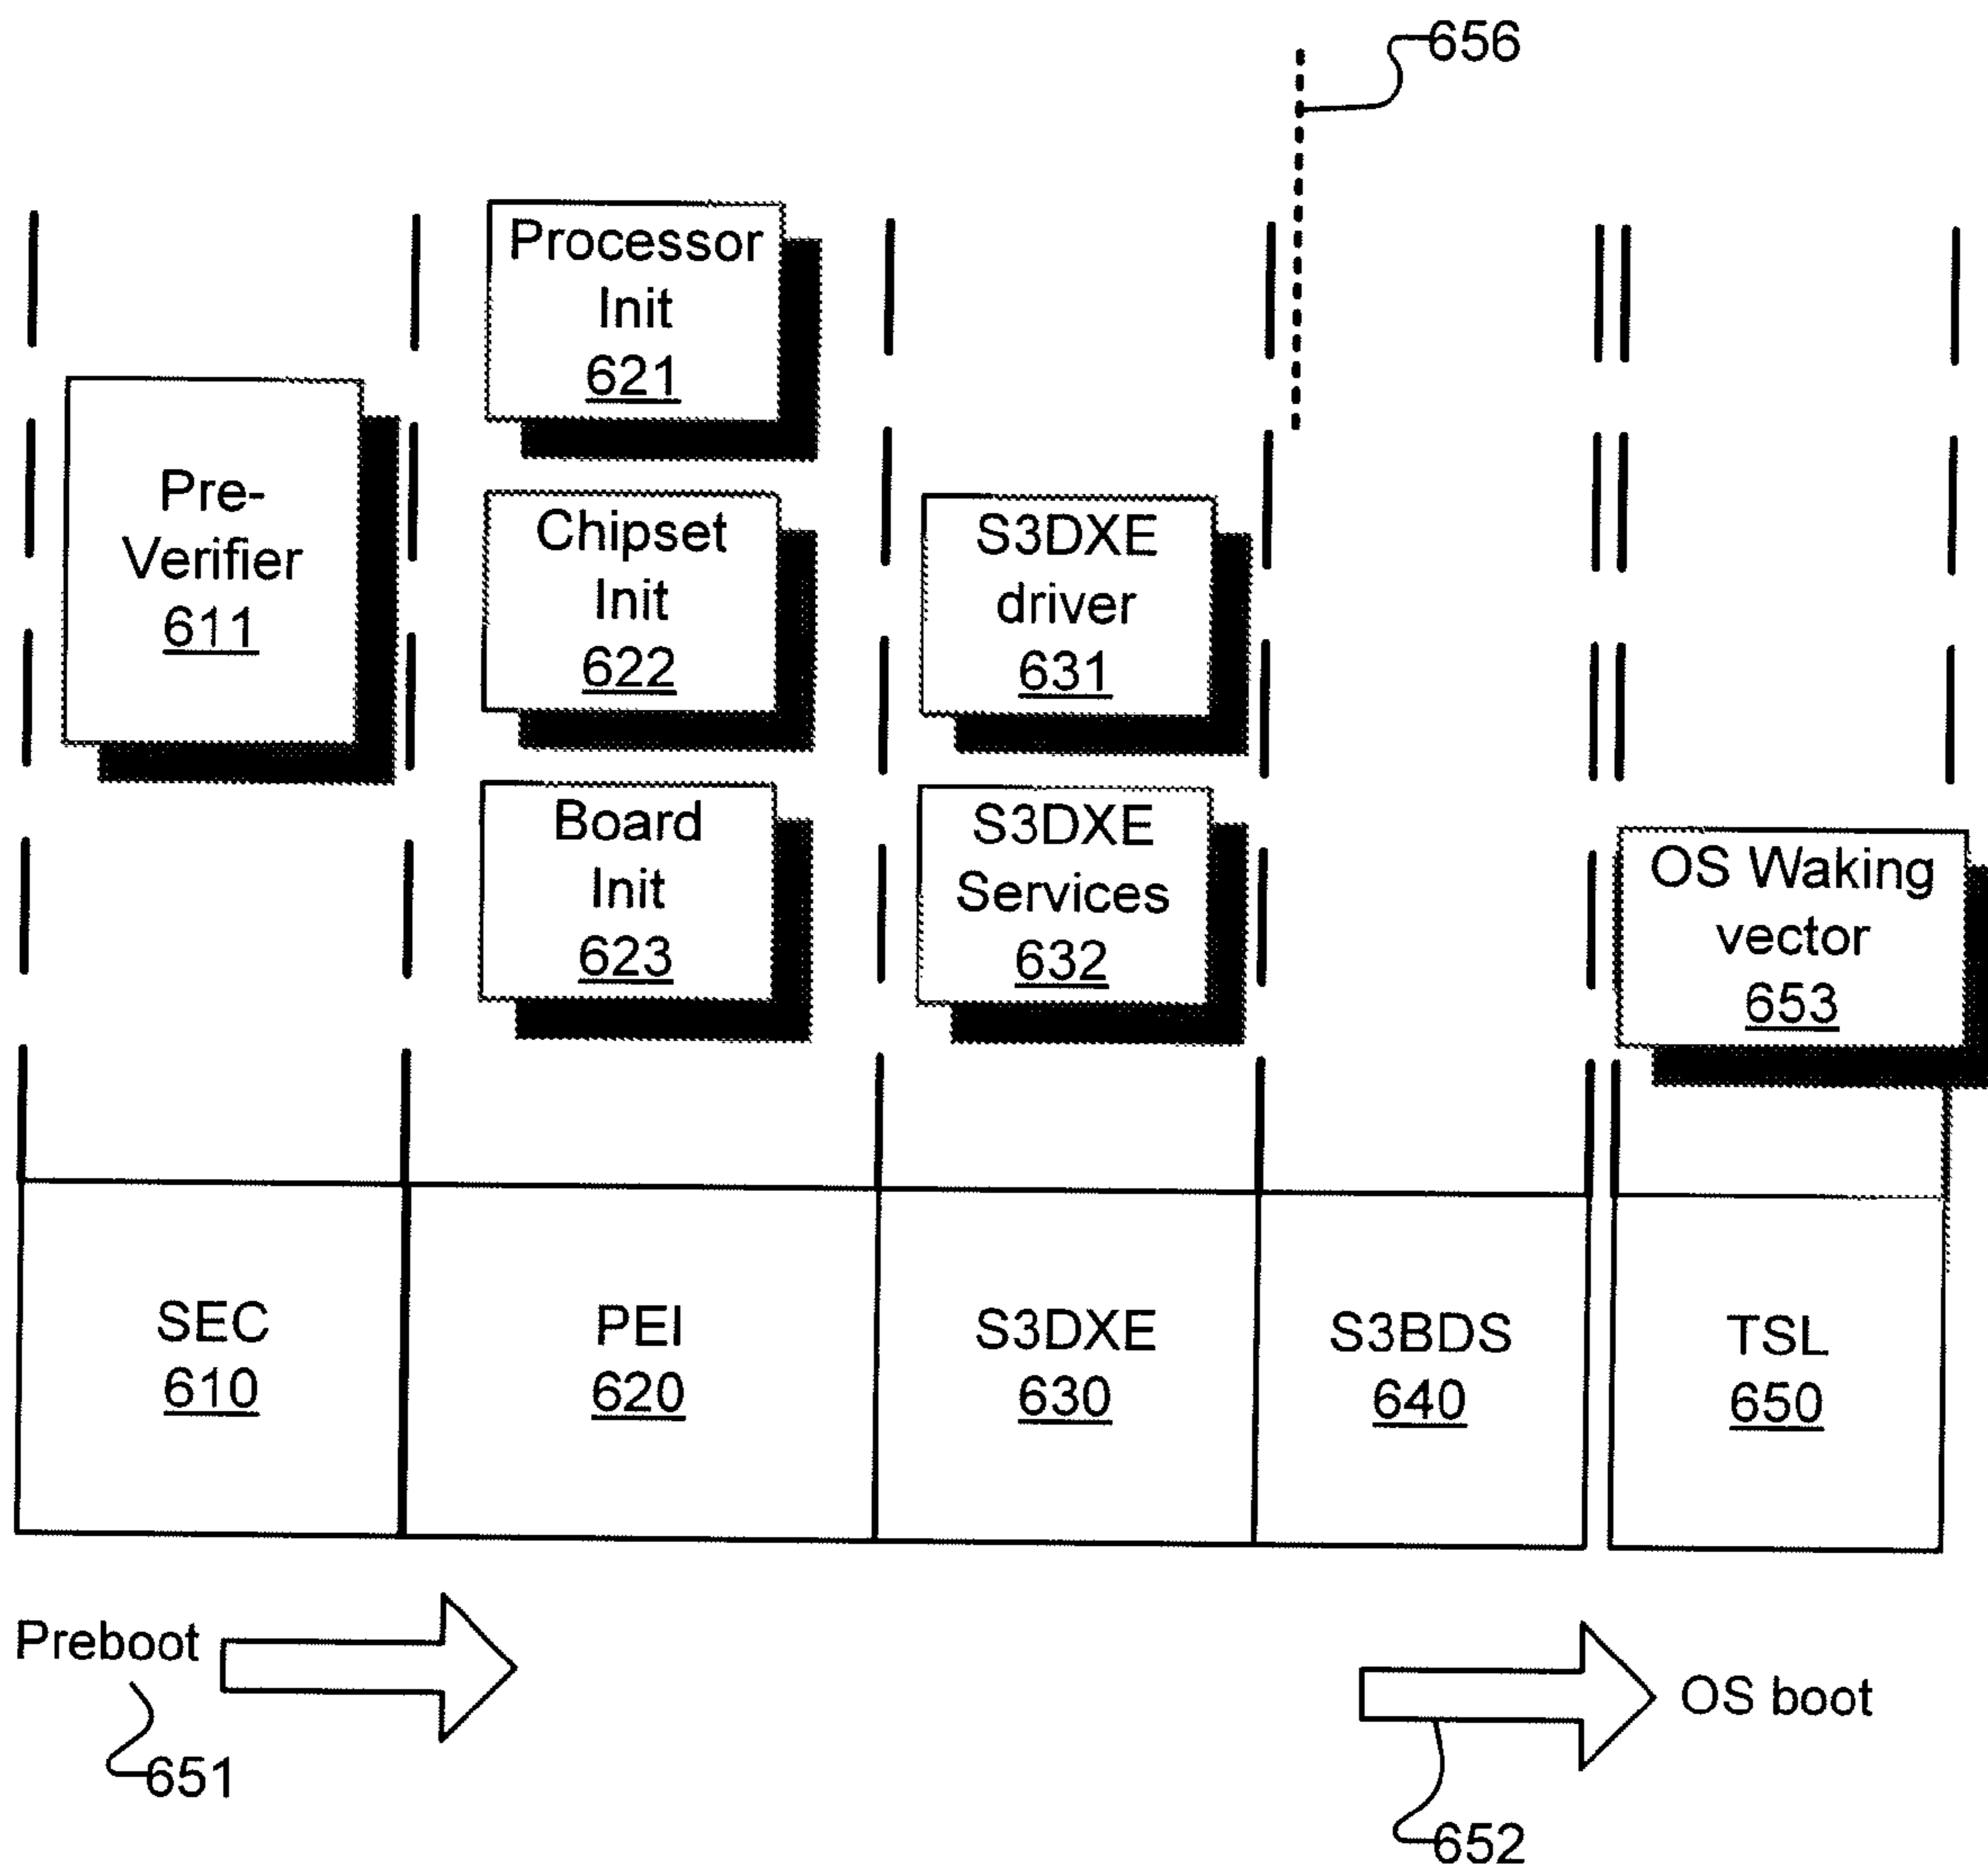 656
Processor
Init
621
Pre-
Verifier
611
Chipset
Init
622
S3DXE
driver
631
Board
Init
623
S3DXE
Services
632
OS Waking
vector
653
SEC
610
PEI
620
S3DXE
630
S3BDS
640
TSL
650
Preboot
651
OS boot
652